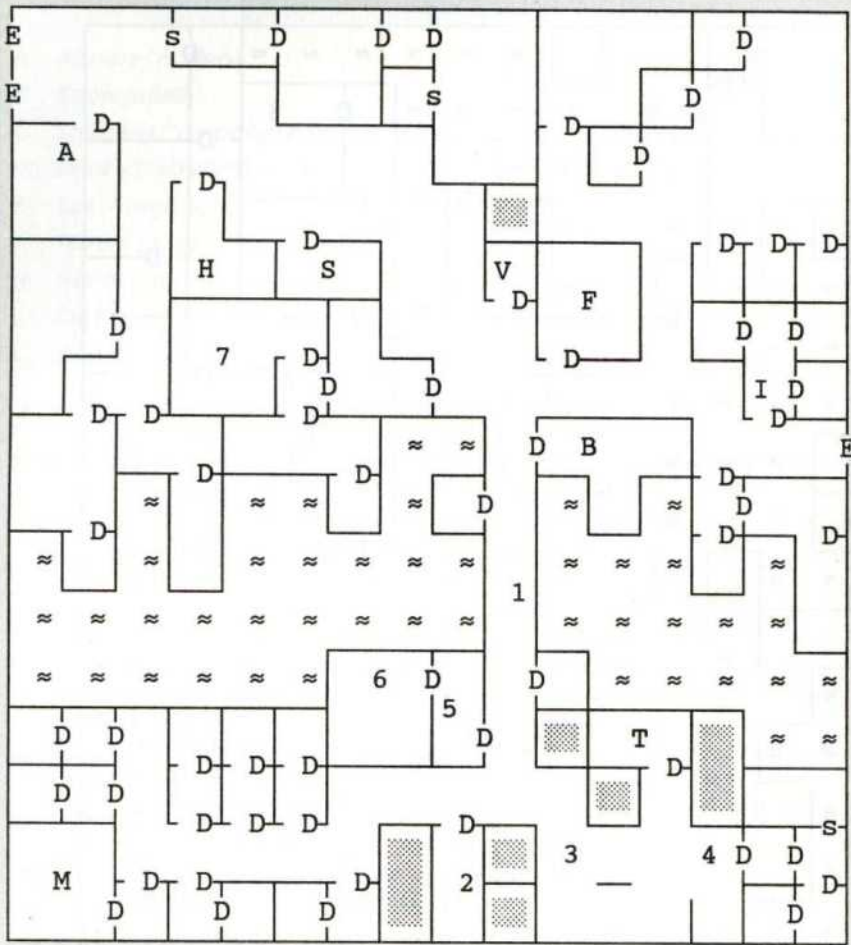 E s D D D D
E s D
D D
A D
D
D D D D
H S V
D F
D D D
7 D D
D D I D
D D D D
≈ ≈ D B E
D D D
≈ ≈ ≈ ≈ D ≈ D
D D D
≈ ≈ ≈ ≈ ≈ ≈ ≈ ≈ ≈ ≈
1
≈ ≈ ≈ ≈ ≈ ≈ ≈ ≈ ≈ ≈ ≈ ≈ ≈ ≈
≈ ≈ ≈ ≈ ≈ ≈ 6 D D ≈ ≈ ≈ ≈ ≈
5
D D D T ≈ ≈
D D D D
D D
D D D D s
3 4 D D
M D D D 2 D
D D D